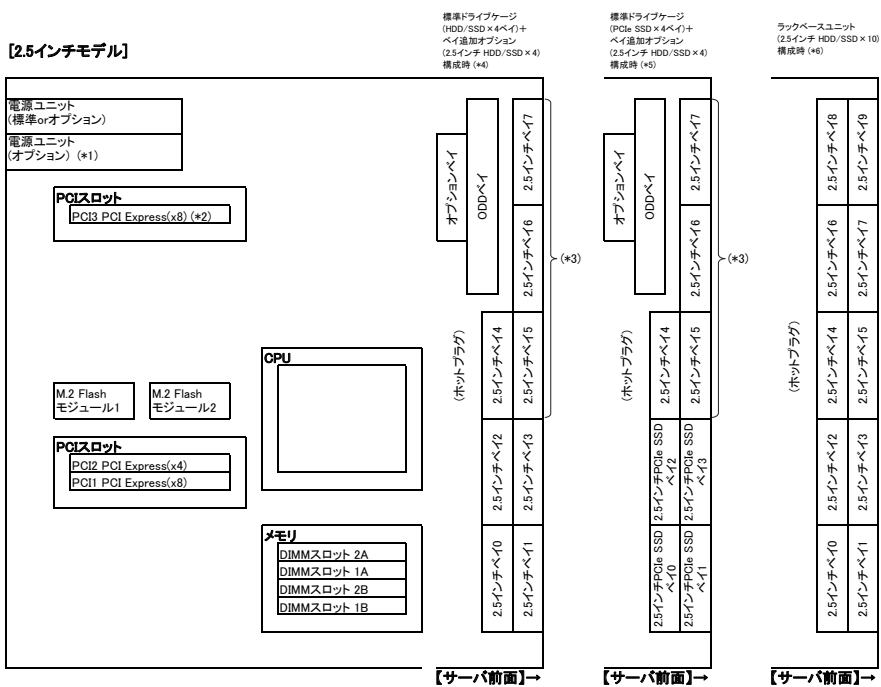 標準ドライブケージ
(HDD/SSD×4ベイ)+
ベイ追加オプション
(2.5インチ HDD/SSD×4)
構成時 (*4)
標準ドライブケージ
(PCIe SSD×4ベイ)+
ベイ追加オプション
(2.5インチ HDD/SSD×4)
構成時 (*5)
ラックベースユニット
(2.5インチ HDD/SSD×10)
構成時 (*6)
[2.5インチモデル]
電源ユニット
(標準orオプション)
電源ユニット
(オプション) (*1)
PCIスロット
PCI3 PCI Express(x8) (*2)
M.2 Flash
モジュール1
M.2 Flash
モジュール2
PCIスロット
PCI2 PCI Express(x4)
PCI1 PCI Express(x8)
CPU
メモリ
DIMMスロット 2A
DIMMスロット 1A
DIMMスロット 2B
DIMMスロット 1B
オプションベイ
ODDベイ
2.5インチベイ7
2.5インチベイ6
(*3)
(ホットプラグ)
2.5インチベイ4
2.5インチベイ5
2.5インチベイ2
2.5インチベイ3
2.5インチベイ0
2.5インチベイ1
【サーバ前面】→
オプションベイ
ODDベイ
2.5インチベイ7
2.5インチベイ6
(*3)
(ホットプラグ)
2.5インチベイ4
2.5インチベイ5
2.5インチPCIe SSD
ベイ2
2.5インチPCIe SSD
ベイ3
2.5インチPCIe SSD
ベイ0
2.5インチPCIe SSD
ベイ1
【サーバ前面】→
2.5インチベイ8
2.5インチベイ9
2.5インチベイ6
2.5インチベイ7
(ホットプラグ)
2.5インチベイ4
2.5インチベイ5
2.5インチベイ2
2.5インチベイ3
2.5インチベイ0
2.5インチベイ1
【サーバ前面】→